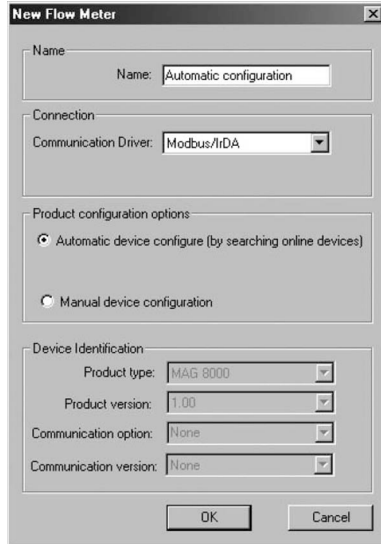 New Flow Meter
Name
Name: Automatic configuration
Connection
Communication Driver: Modbus/IrDA
Product configuration options
Automatic device configure (by searching online devices)
Manual device configuration
Device Identification
Product type: MAG 8000
Product version: 1.00
Communication option: None
Communication version: None
OK Cancel